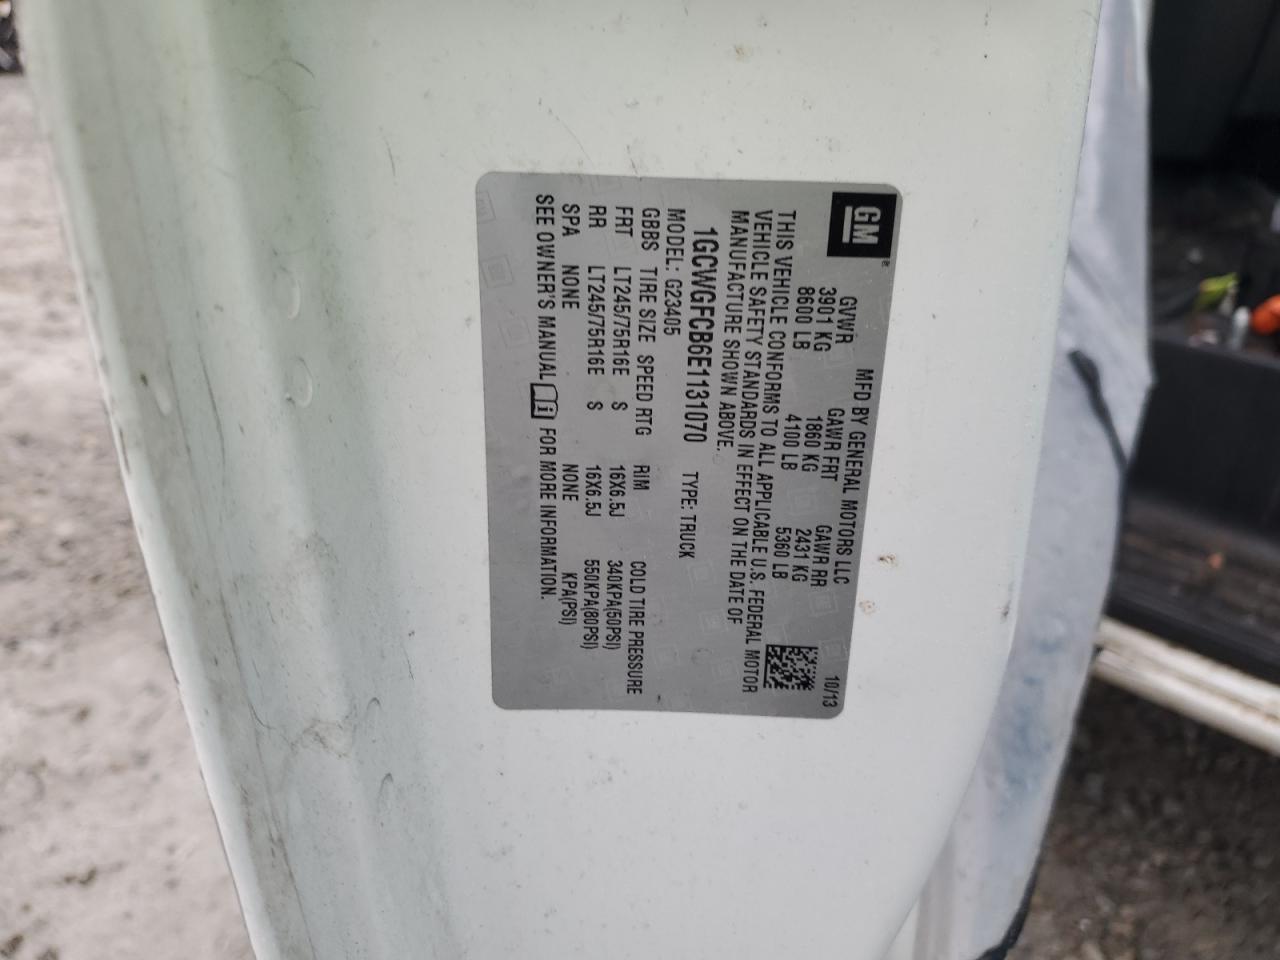 GM®
MFD BY GENERAL MOTORS LLC 10/13
GVWR GAWR FRT GAWR RR
3901 KG 1860 KG 2431 KG
8600 LB 4100 LB 5360 LB
THIS VEHICLE CONFORMS TO ALL APPLICABLE U.S. FEDERAL MOTOR
VEHICLE SAFETY STANDARDS IN EFFECT ON THE DATE OF
MANUFACTURE SHOWN ABOVE.
1GCWGFCB6E1131070 TYPE: TRUCK
MODEL: G23405
GBBS TIRE SIZE SPEED RTG RIM COLD TIRE PRESSURE
FRT LT245/75R16E S 16X6.5J 340KPA(50PSI)
RR LT245/75R16E S 16X6.5J 550KPA(80PSI)
SPA NONE NONE KPA(PSI)
SEE OWNER'S MANUAL FOR MORE INFORMATION.